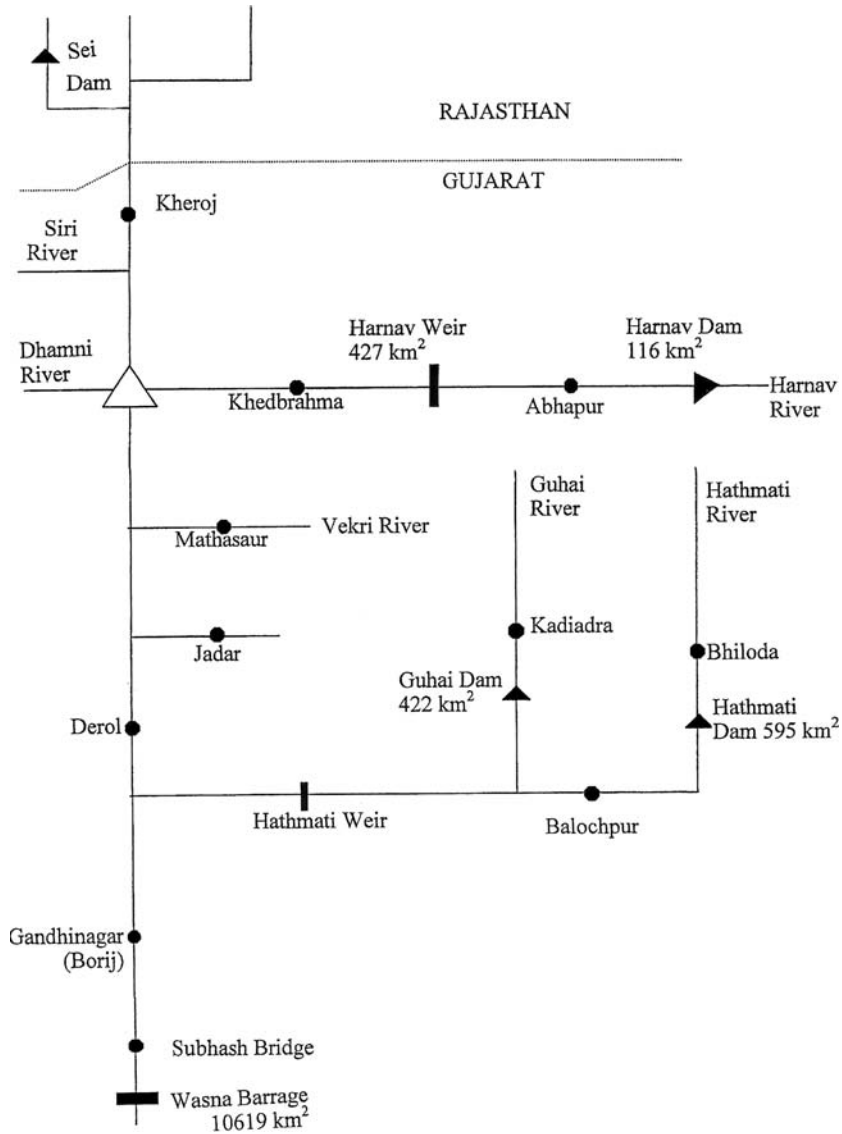 Sei
Dam
RAJASTHAN
GUJARAT
Kheroj
Siri
River
Harnav Weir
427 km²
Harnav Dam
116 km²
Dhamni
River
Khedbrahma
Abhapur
Harnav
River
Guhai
River
Hathmati
River
Vekri River
Mathasaur
Kadiadra
Jadar
Bhiloda
Guhai Dam
422 km²
Hathmati
Dam 595 km²
Derol
Hathmati Weir
Balochpur
Gandhinagar
(Borij)
Subhash Bridge
Wasna Barrage
10619 km²